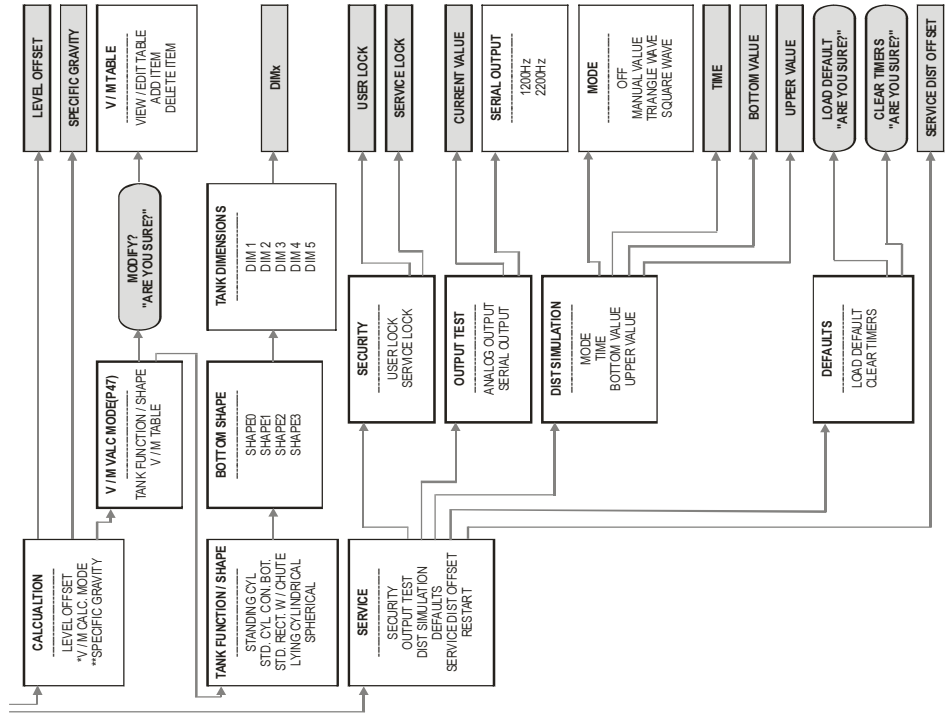 CALCUALTION
LEVEL OFFSET
*V / M CALC. MODE
**SPECIFIC GRAVITY
LEVEL OFFSET
SPECIFIC GRAVITY
V / M VALC MODE(P47)
TANK FUNCTION / SHAPE
V / M TABLE
MODIFY?
"ARE YOU SURE?"
V / M TABLE
VIEW / EDIT TABLE
ADD ITEM
DELETE ITEM
TANK FUNCTION / SHAPE
STANDING CYL
STD. CYL. CON. BOT.
STD. RECT. W / CHUTE
LYING CYLINDRICAL
SPHERICAL
BOTTOM SHAPE
SHAPE0
SHAPE1
SHAPE2
SHAPE3
TANK DIMENSIONS
DIM 1
DIM 2
DIM 3
DIM 4
DIM 5
DIMx
SERVICE
SECURITY
OUTPUT TEST
DIST SIMULATION
DEFAULTS
SERVICE DIST OFFSET
RESTART
SECURITY
USER LOCK
SERVICE LOCK
USER LOCK
SERVICE LOCK
OUTPUT TEST
ANALOG OUTPUT
SERIAL OUTPUT
CURRENT VALUE
SERIAL OUTPUT
1200Hz
2200Hz
DIST SIMULATION
MODE
TIME
BOTTOM VALUE
UPPER VALUE
MODE
OFF
MANUAL VALUE
TRIANGLE WAVE
SQUARE WAVE
TIME
BOTTOM VALUE
UPPER VALUE
DEFAULTS
LOAD DEFAULT
CLEAR TIMERS
LOAD DEFAULT
"ARE YOU SURE?"
CLEAR TIMERS
"ARE YOU SURE?"
SERVICE DIST OFFSET